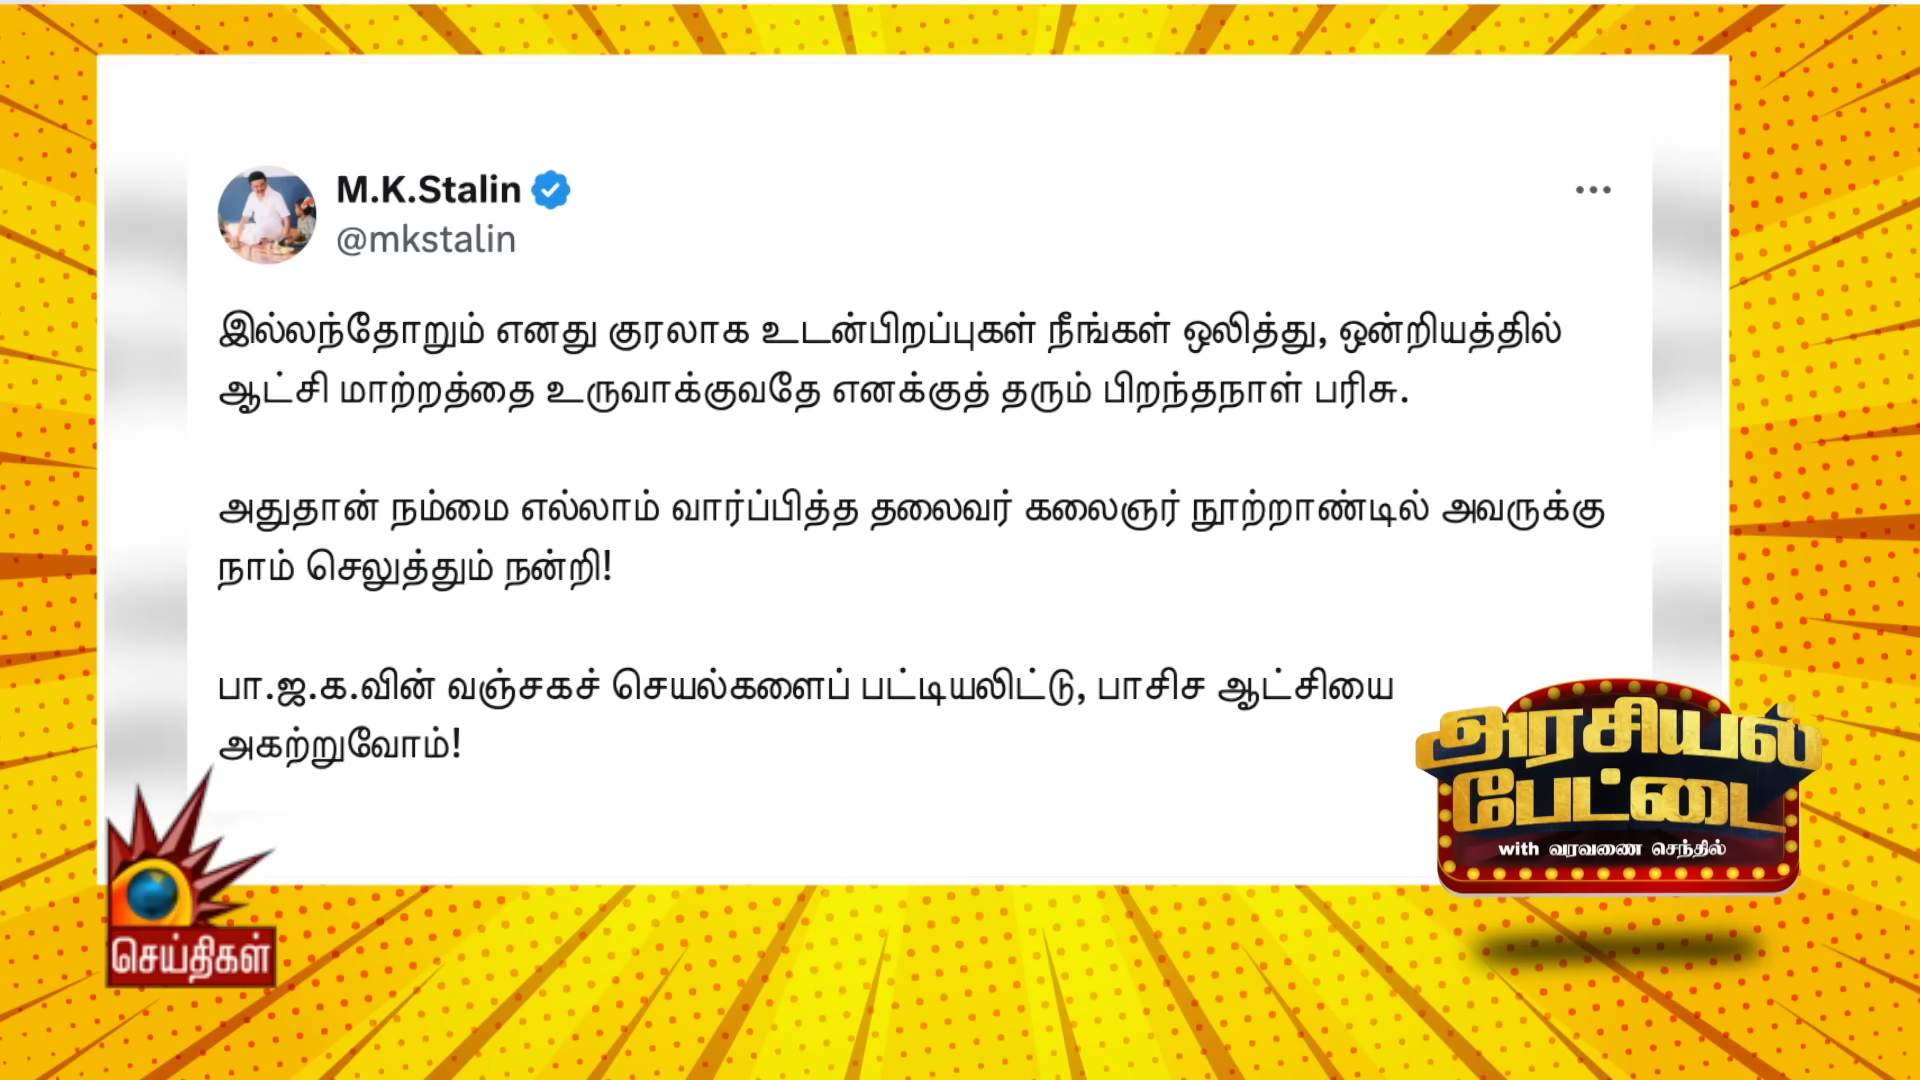 M.K.Stalin
@mkstalin
இல்லந்தோறும் எனது குரலாக உடன்பிறப்புகள் நீங்கள் ஒலித்து, ஒன்றியத்தில்
ஆட்சி மாற்றத்தை உருவாக்குவதே எனக்குத் தரும் பிறந்தநாள் பரிசு.
அதுதான் நம்மை எல்லாம் வார்ப்பித்த தலைவர் கலைஞர் நூற்றாண்டில் அவருக்கு
நாம் செலுத்தும் நன்றி!
பா.ஜ.க.வின் வஞ்சகச் செயல்களைப் பட்டியலிட்டு, பாசிச ஆட்சியை
அகற்றுவோம்!
அரசியல்
பேட்டை
with வரவணை செந்தில்
செய்திகள்